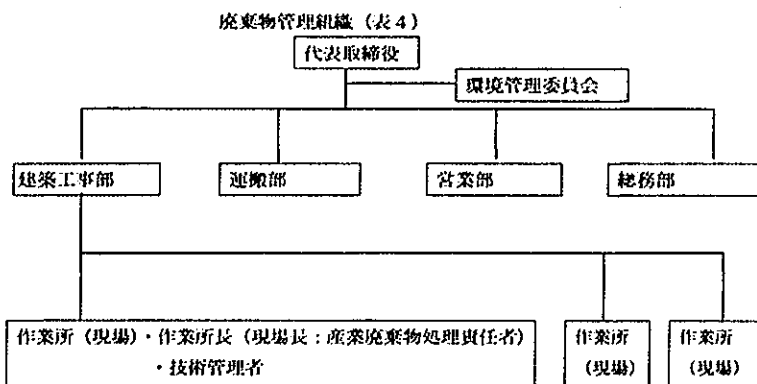 廃棄物管理組織（表４）
代表取締役
環境管理委員会
建築工事部
運搬部
営業部
総務部
作業所（現場）・作業所長（現場長：産業廃棄物処理責任者）
・技術管理者
作業所
（現場）
作業所
（現場）